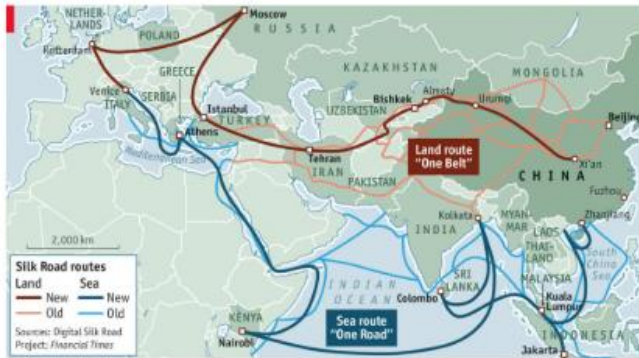 NETHER-
LANDS
Moscow
RUSSIA
Rotterdam
POLAND
KAZAKHSTAN
MONGOLIA
Venice
ITALY
SERBIA
GREECE
Istanbul
TURKEY
Bishkek
Almaty
Urumqi
UZBEKISTAN
Beijing
Athens
Mediterranean Sea
Tehran
IRAN
Land route
"One Belt"
Xi'an
PAKISTAN
CHINA
Fuzhou
Kolkata
Zhanjiang
2,000 km
INDIA
MYAN-
MAR
LAOS
THAI-
LAND
South
China
Sea
Silk Road routes
Land
Sea
New
New
Old
Old
INDIAN
OCEAN
SRI
LANKA
Colombo
MALAYSIA
Kuala
Lumpur
KENYA
Nairobi
Sea route
"One Road"
INDONESIA
Jakarta
Sources: Digital Silk Road
Project; Financial Times